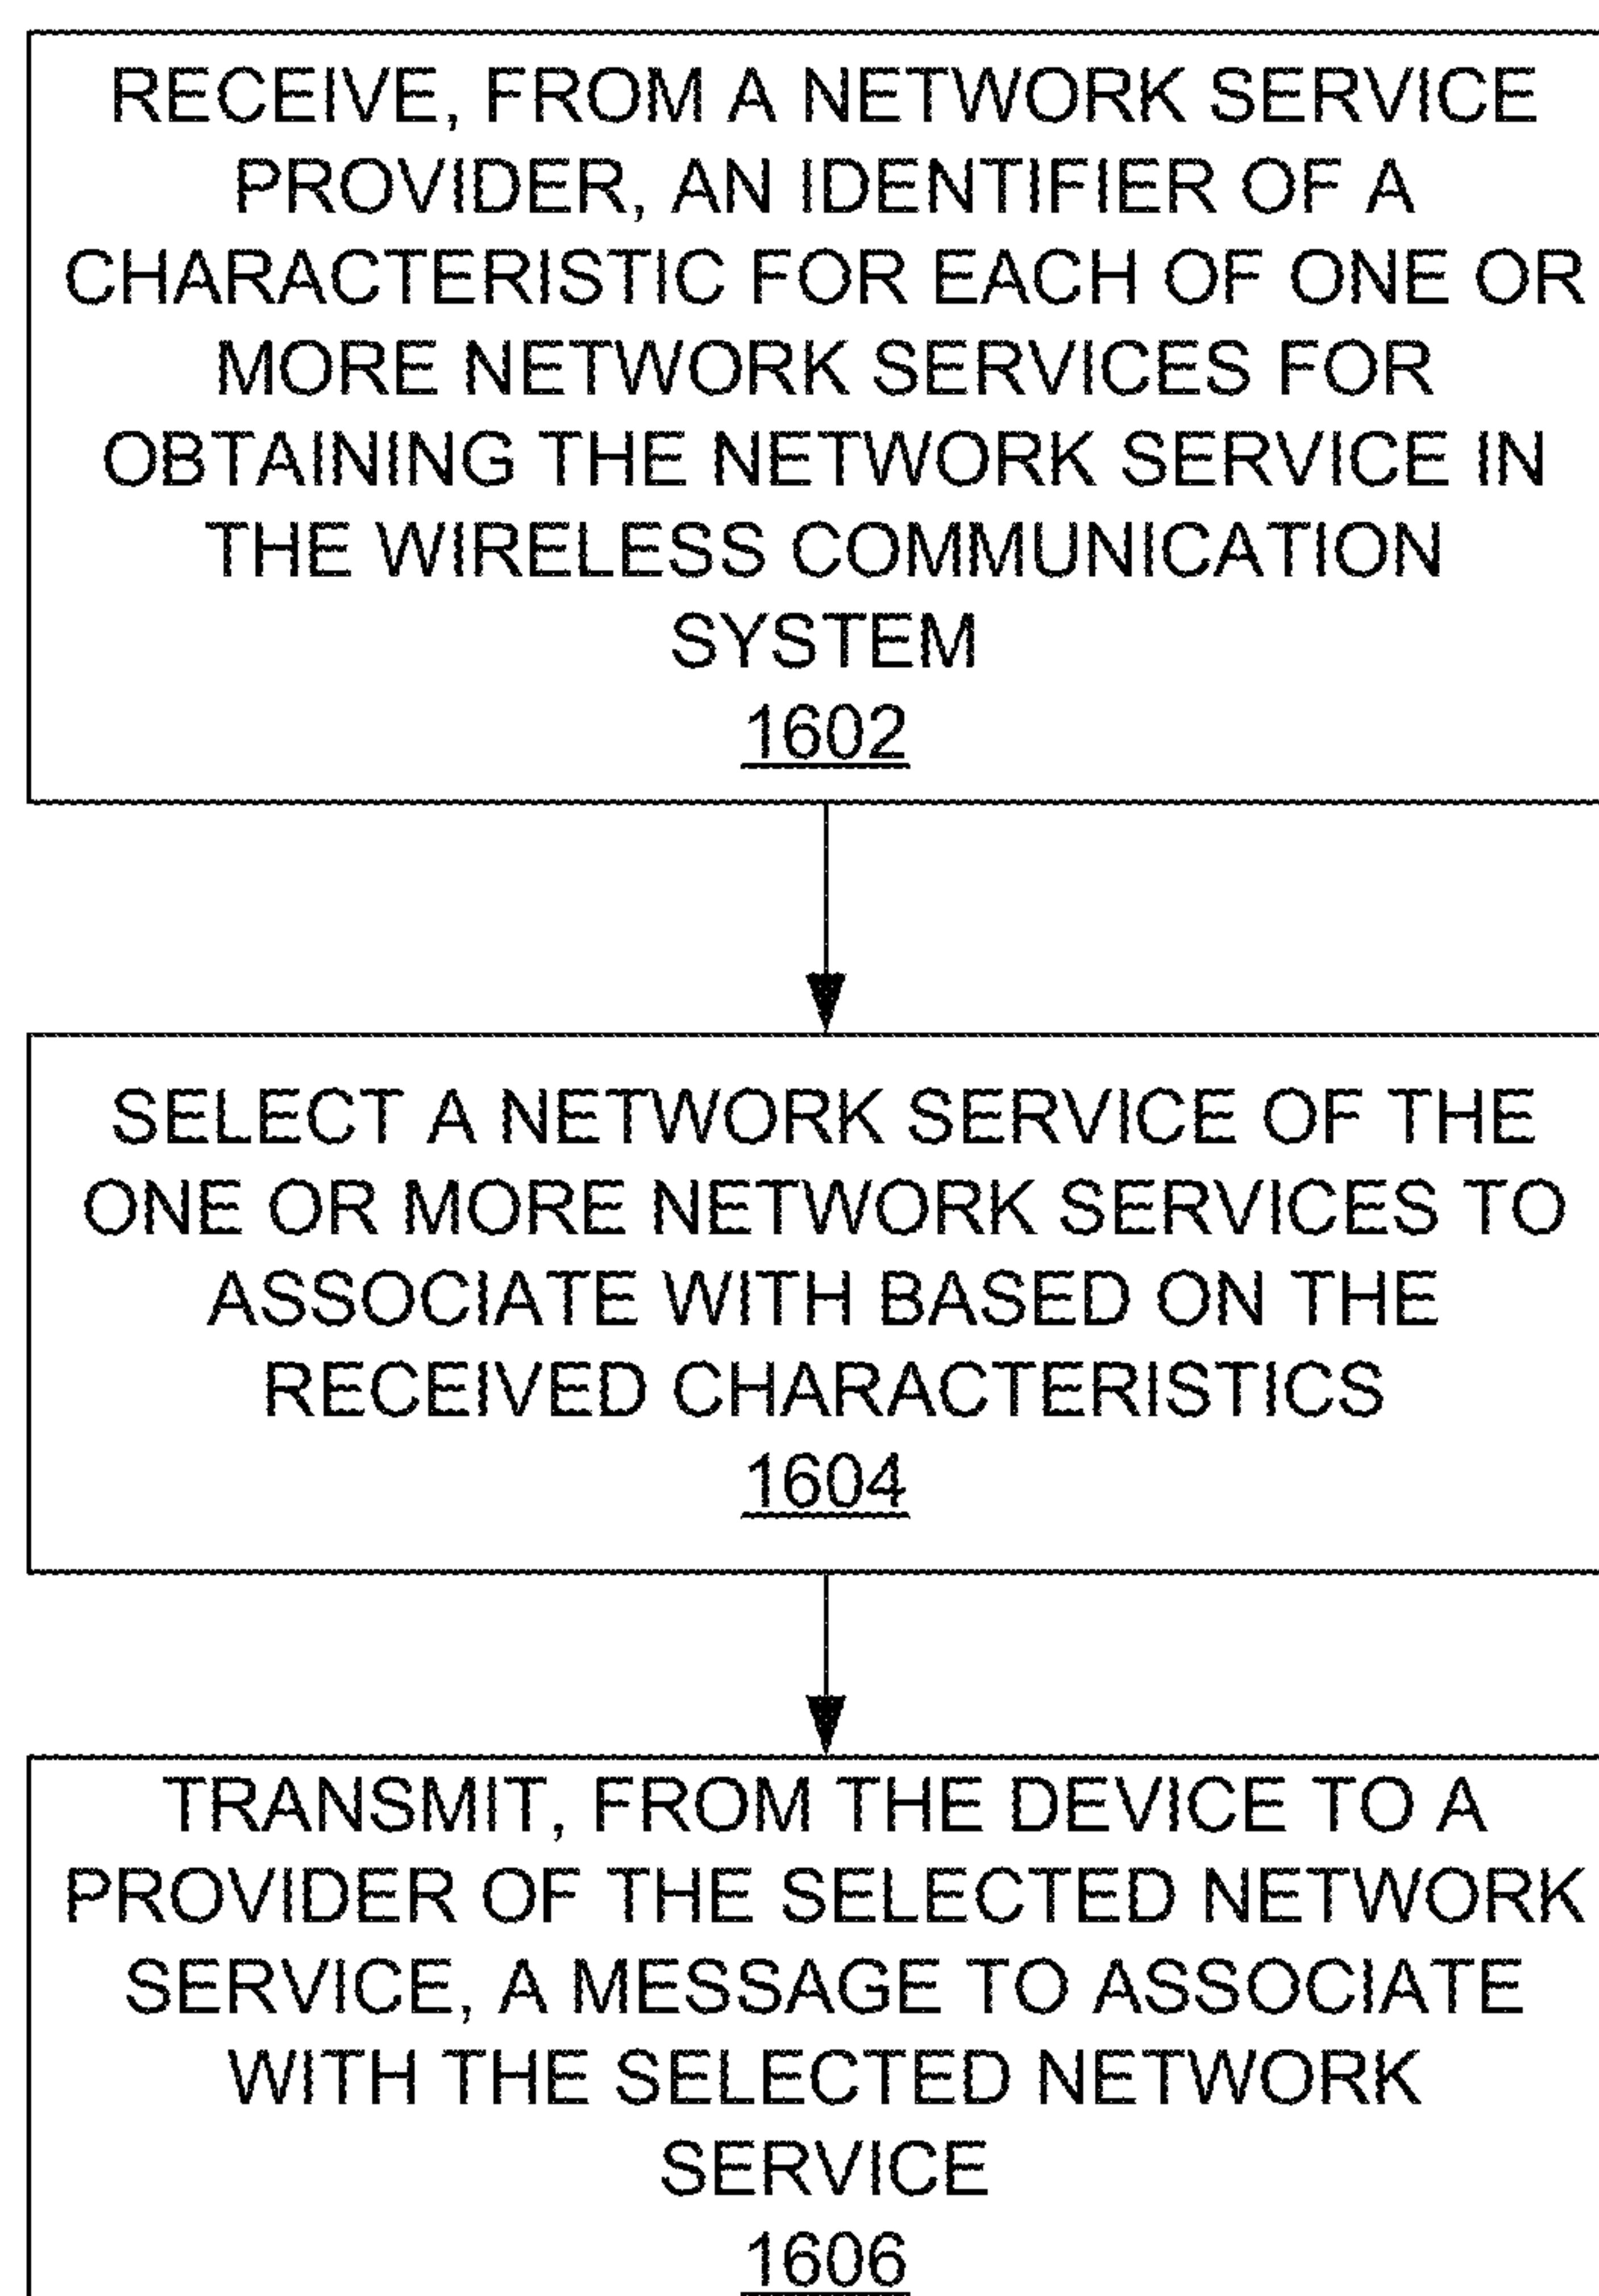 RECEIVE, FROM A NETWORK SERVICE
PROVIDER, AN IDENTIFIER OF A
CHARACTERISTIC FOR EACH OF ONE OR
MORE NETWORK SERVICES FOR
OBTAINING THE NETWORK SERVICE IN
THE WIRELESS COMMUNICATION
SYSTEM
1602
SELECT A NETWORK SERVICE OF THE
ONE OR MORE NETWORK SERVICES TO
ASSOCIATE WITH BASED ON THE
RECEIVED CHARACTERISTICS
1604
TRANSMIT, FROM THE DEVICE TO A
PROVIDER OF THE SELECTED NETWORK
SERVICE, A MESSAGE TO ASSOCIATE
WITH THE SELECTED NETWORK
SERVICE
1606